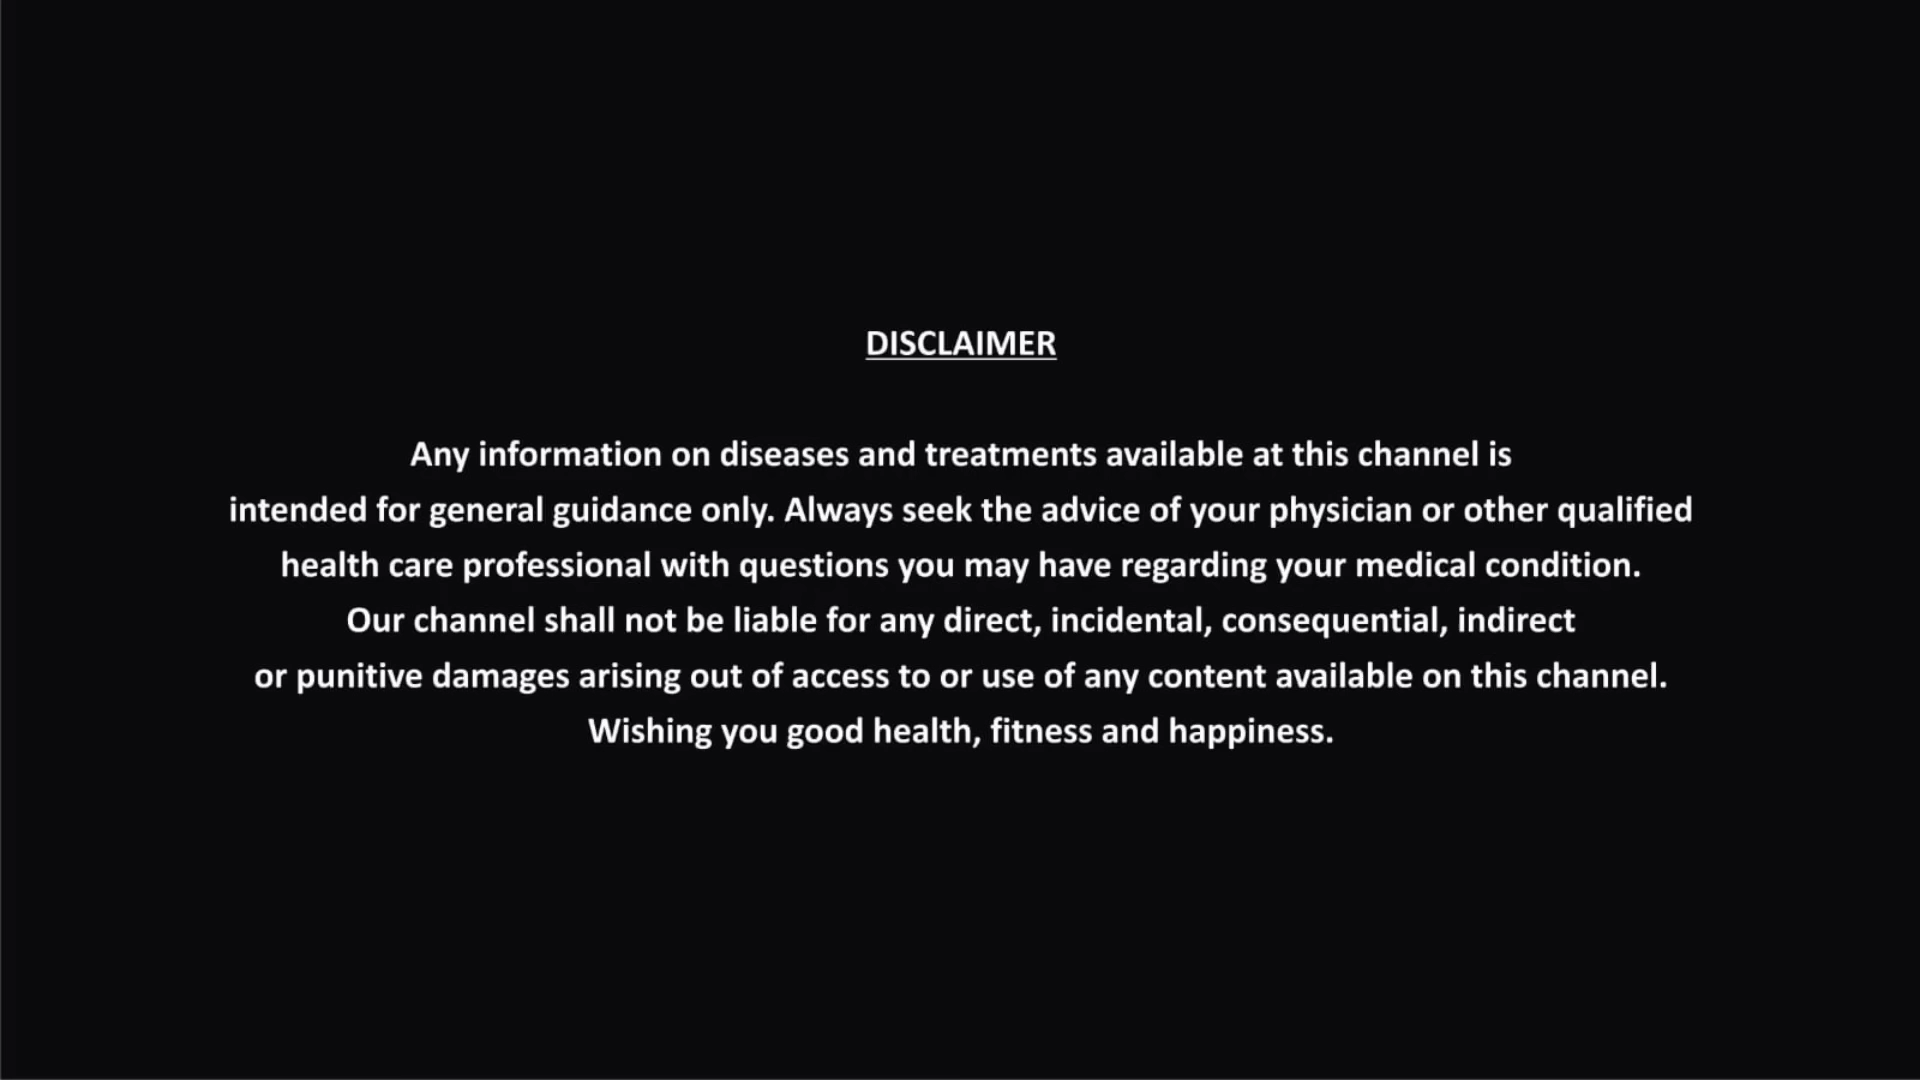 DISCLAIMER
Any information on diseases and treatments available at this channel is
intended for general guidance only. Always seek the advice of your physician or other qualified
health care professional with questions you may have regarding your medical condition.
Our channel shall not be liable for any direct, incidental, consequential, indirect
or punitive damages arising out of access to or use of any content available on this channel.
Wishing you good health, fitness and happiness.